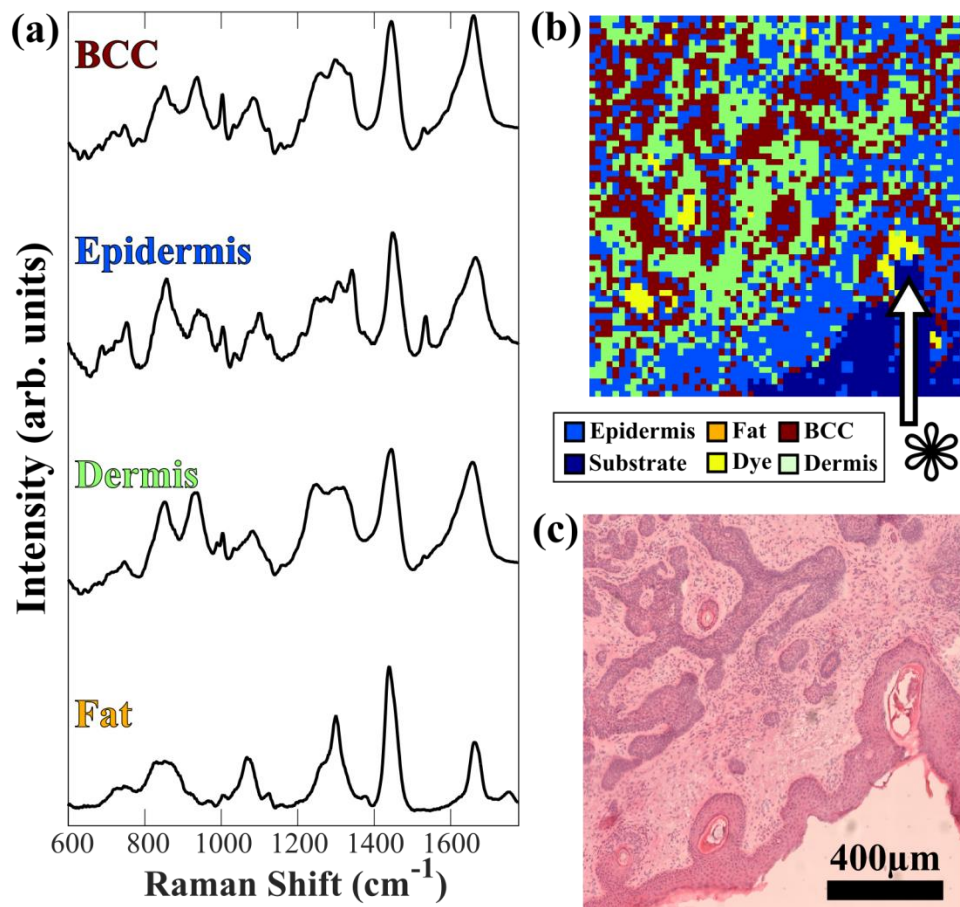 (a)
BCC
Epidermis
Dermis
Fat
Intensity (arb. units)
600 800 1000 1200 1400 1600
Raman Shift (cm⁻¹)
(b)
Epidermis Fat BCC
Substrate Dye Dermis
(c)
400μm